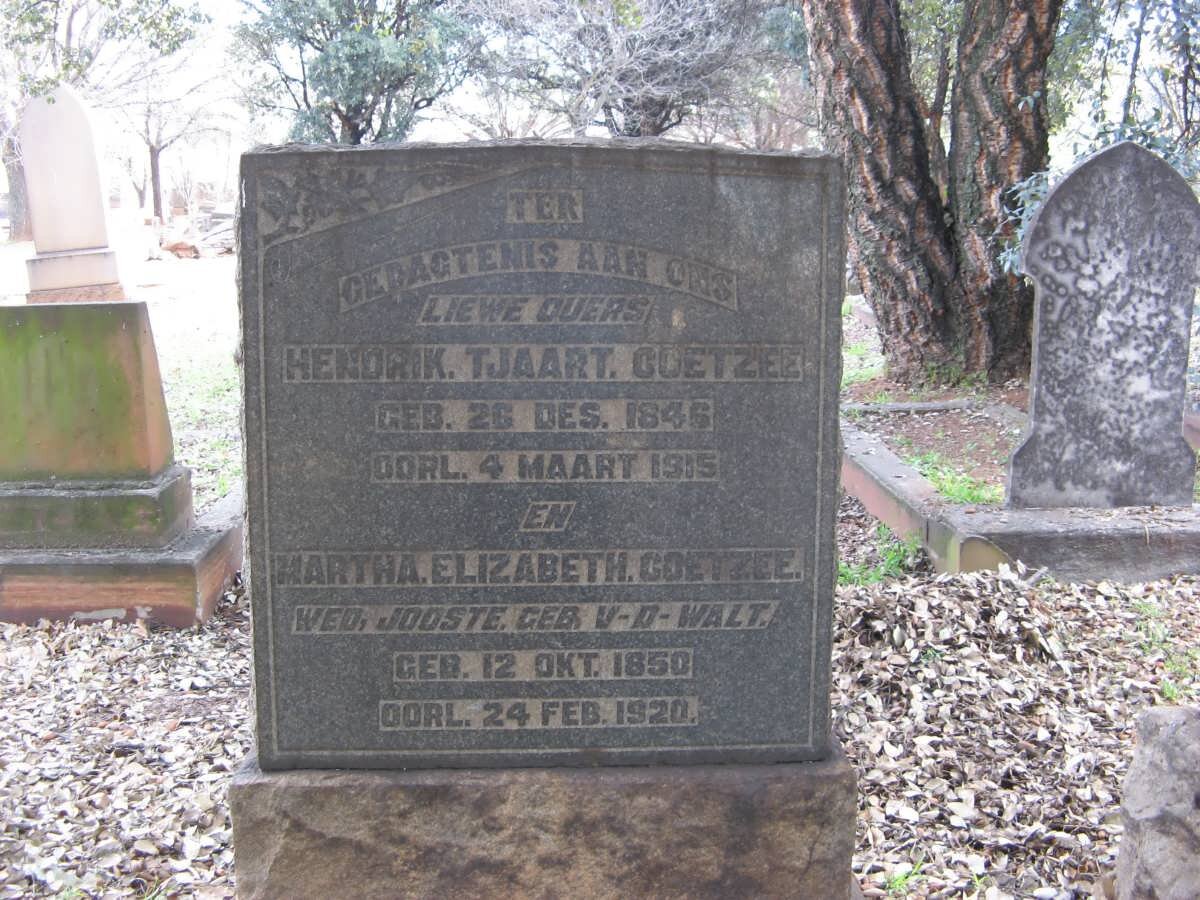 TER
GEDAGTENIS AAN ONS
LIEWE OUERS
HENDRIK. TJAART. COETZEE
GEB. 26 DES. 1846
OORL. 4 MAART 1915
EN
MARTHA. ELIZABETH. COETZEE.
WED, JOOSTE. GEB. V-D-WALT.
GEB. 12 OKT. 1850
OORL. 24 FEB. 1920.